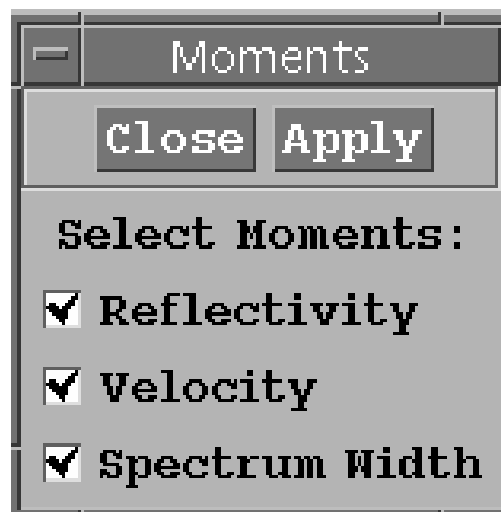 Moments
Close Apply
Select Moments:
Reflectivity
Velocity
Spectrum Width